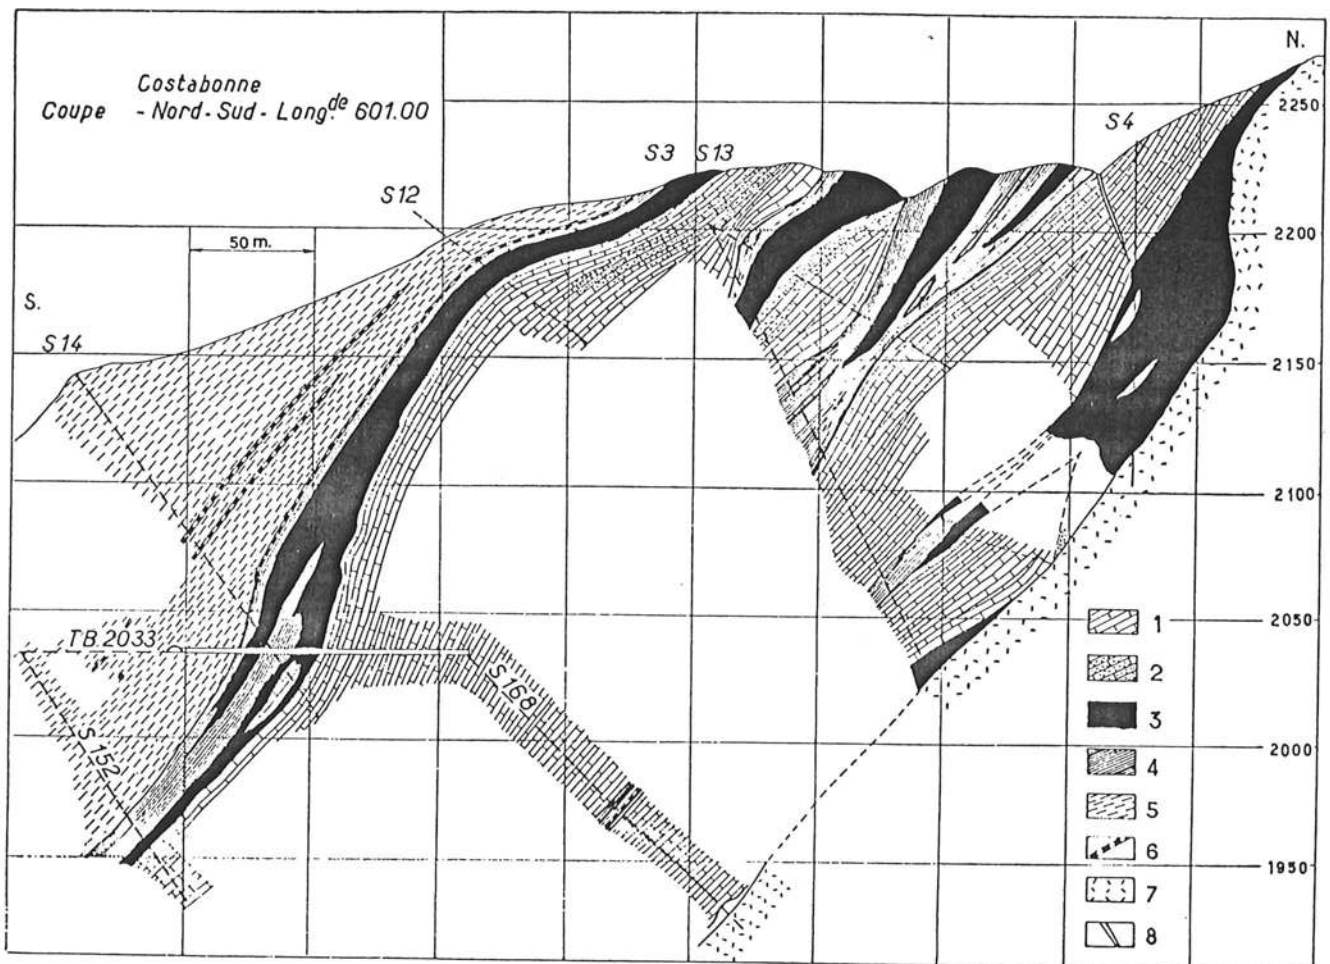 Costabonne
Coupe - Nord-Sud - Long.de 601.00
N.
2250
S4
S3 S13
S12
2200
50 m.
S.
S14
2150
2100
2050
TB.2033
S 168
S 152
2000
1950
1
2
3
4
5
6
7
8